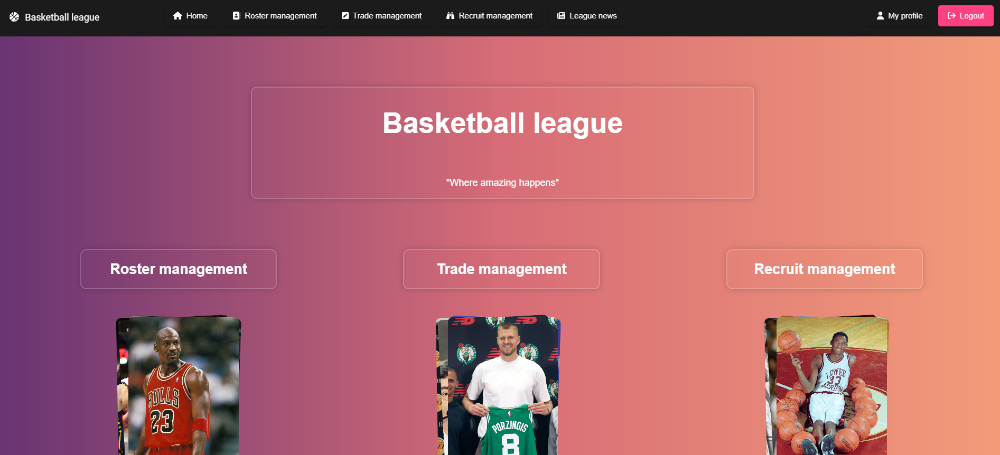 Basketball league
Home
Roster management
Trade management
Recruit management
League news
My profile
Logout
Basketball league
"Where amazing happens"
Roster management
Trade management
Recruit management
BULLS
23
PORZINGIS
8
LOWER
33
MERION
Wilson